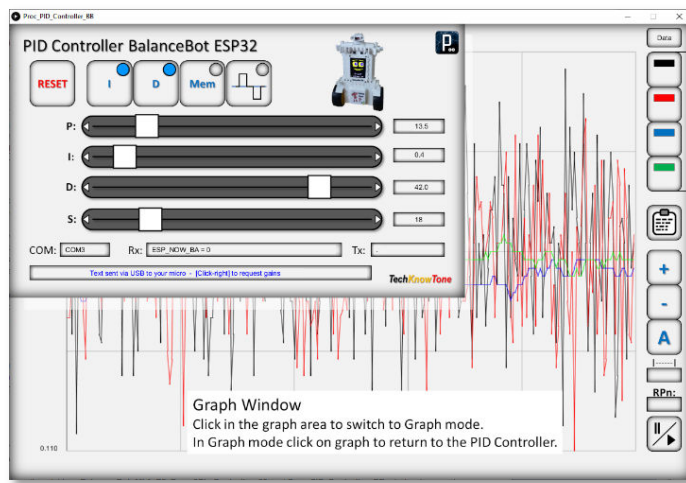 Proc_PID_Controller_BB
PID Controller BalanceBot ESP32
Data
RESET
I
D
Mem
P:
13.5
I:
0.4
D:
42.0
S:
18
COM:
COM3
Rx:
ESP_NOW_BA = 0
Tx:
Text sent via USB to your micro - [Click-right] to request gains
TechKnowTone
+
-
A
|-----|
RPn:
Graph Window
Click in the graph area to switch to Graph mode.
In Graph mode click on graph to return to the PID Controller.
0.110